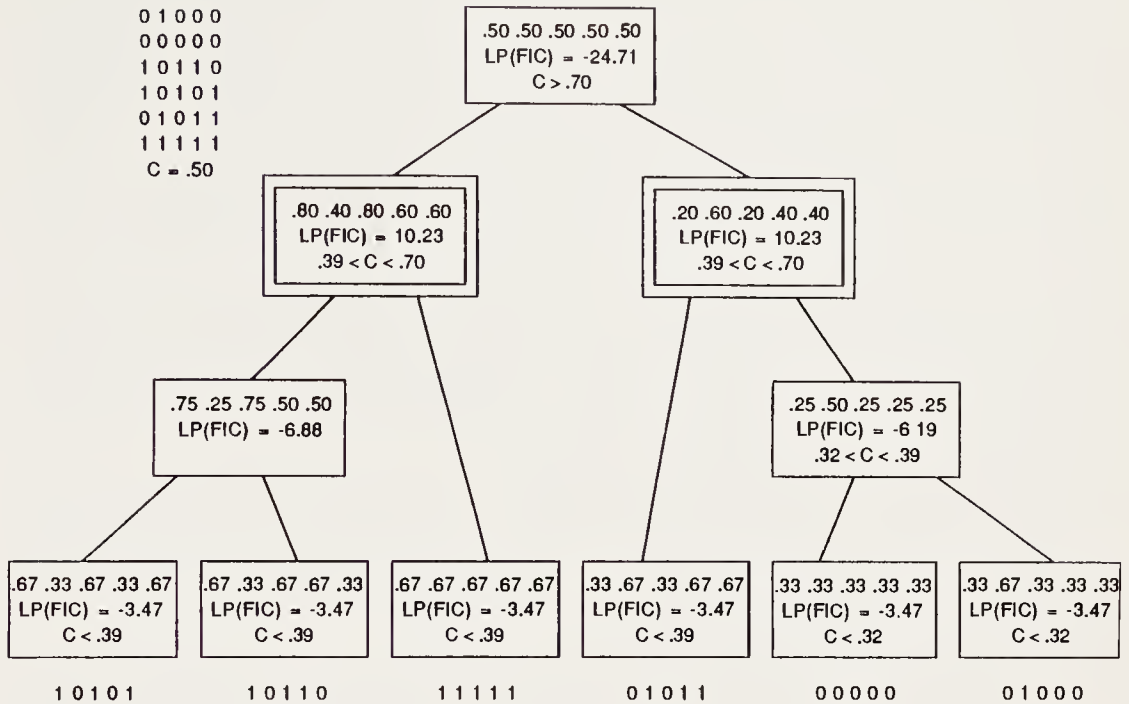 0 1 0 0 0
0 0 0 0 0
1 0 1 1 0
1 0 1 0 1
0 1 0 1 1
1 1 1 1 1
C = .50
.50 .50 .50 .50 .50
LP(FIC) = -24.71
C > .70
.80 .40 .80 .60 .60
LP(FIC) = 10.23
.39 < C < .70
.20 .60 .20 .40 .40
LP(FIC) = 10.23
.39 < C < .70
.75 .25 .75 .50 .50
LP(FIC) = -6.88
.25 .50 .25 .25 .25
LP(FIC) = -6 19
.32 < C < .39
.67 .33 .67 .33 .67
LP(FIC) = -3.47
C < .39
.67 .33 .67 .67 .33
LP(FIC) = -3.47
C < .39
.67 .67 .67 .67 .67
LP(FIC) = -3.47
C < .39
.33 .67 .33 .67 .67
LP(FIC) = -3.47
C < .39
.33 .33 .33 .33 .33
LP(FIC) = -3.47
C < .32
.33 .67 .33 .33 .33
LP(FIC) = -3.47
C < .32
1 0 1 0 1
1 0 1 1 0
1 1 1 1 1
0 1 0 1 1
0 0 0 0 0
0 1 0 0 0